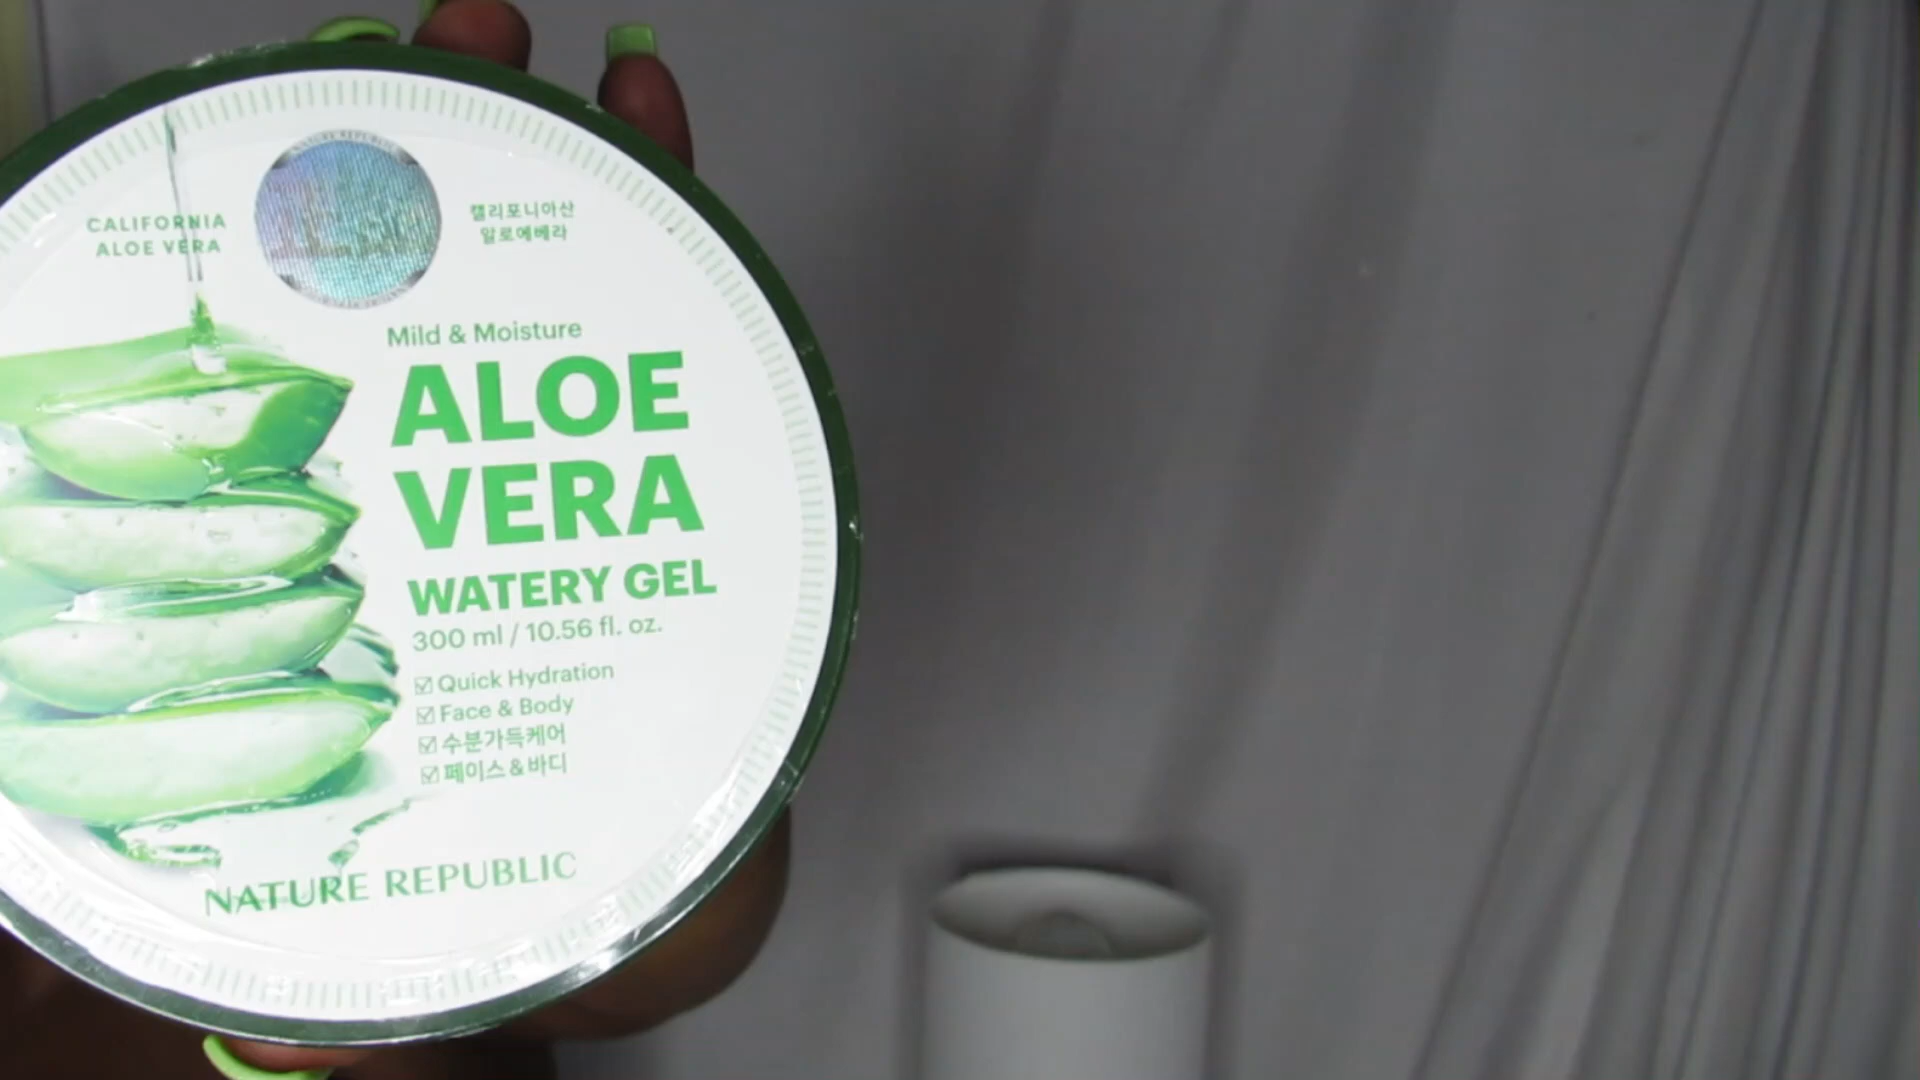 CALIFORNIA
ALOE VERA
캘리포니아산
알로에베라
Mild & Moisture
ALOE
VERA
WATERY GEL
300 ml / 10.56 fl. oz.
☑ Quick Hydration
☑ Face & Body
☑ 수분가득케어
☑ 페이스&바디
NATURE REPUBLIC